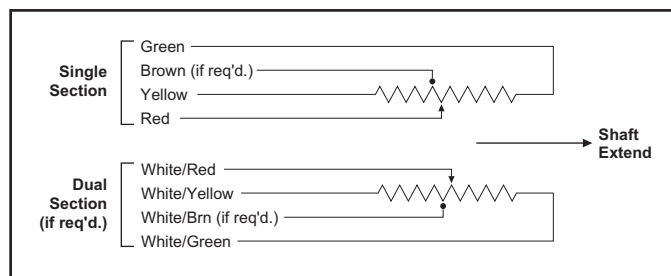 Single
Section
Green
Brown (if req'd.)
Yellow
Red
Shaft
Extend
Dual
Section
(if req'd.)
White/Red
White/Yellow
White/Brn (if req'd.)
White/Green